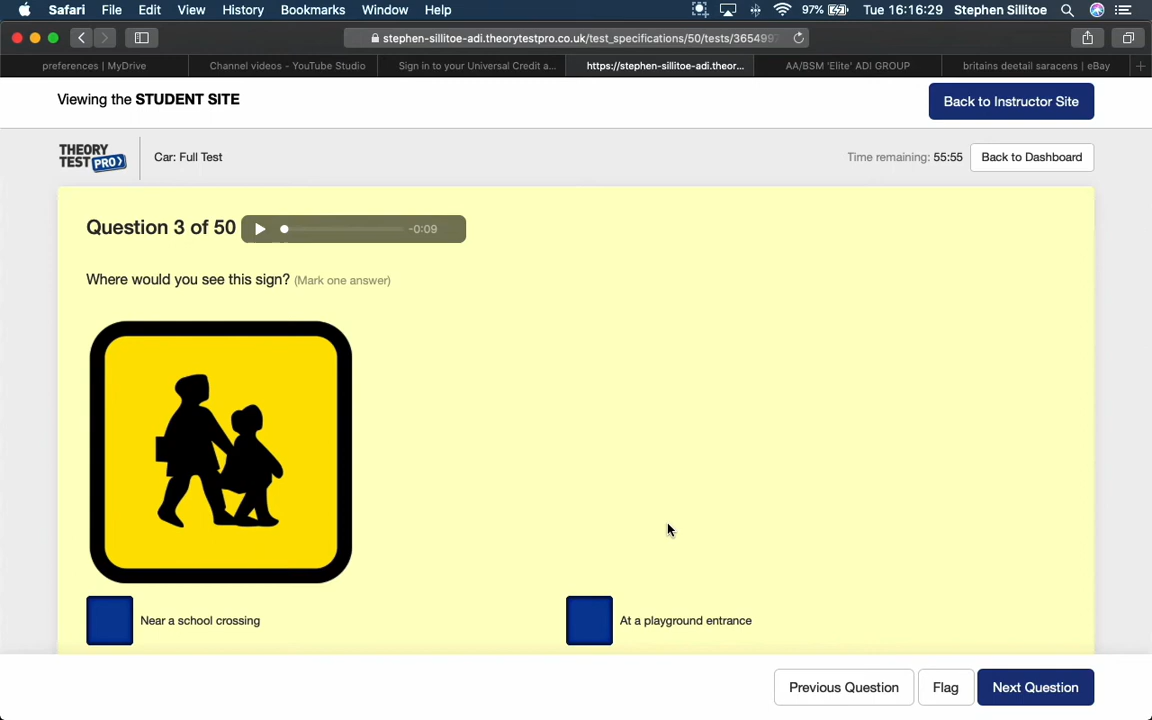 Safari File Edit View History Bookmarks Window Help 97% Tue 16:16:29 Stephen Sillitoe
stephen-sillitoe-adi.theorytestpro.co.uk/test_specifications/50/tests/3654997
preferences | MyDrive Channel videos - YouTube Studio Sign in to your Universal Credit a... https://stephen-sillitoe-adi.theor... AA/BSM 'Elite' ADI GROUP britains deetail saracens | eBay
Viewing the STUDENT SITE Back to Instructor Site
THEORY
TEST PRO Car: Full Test Time remaining: 55:55 Back to Dashboard
Question 3 of 50 -0:09
Where would you see this sign? (Mark one answer)
Near a school crossing At a playground entrance
Previous Question Flag Next Question